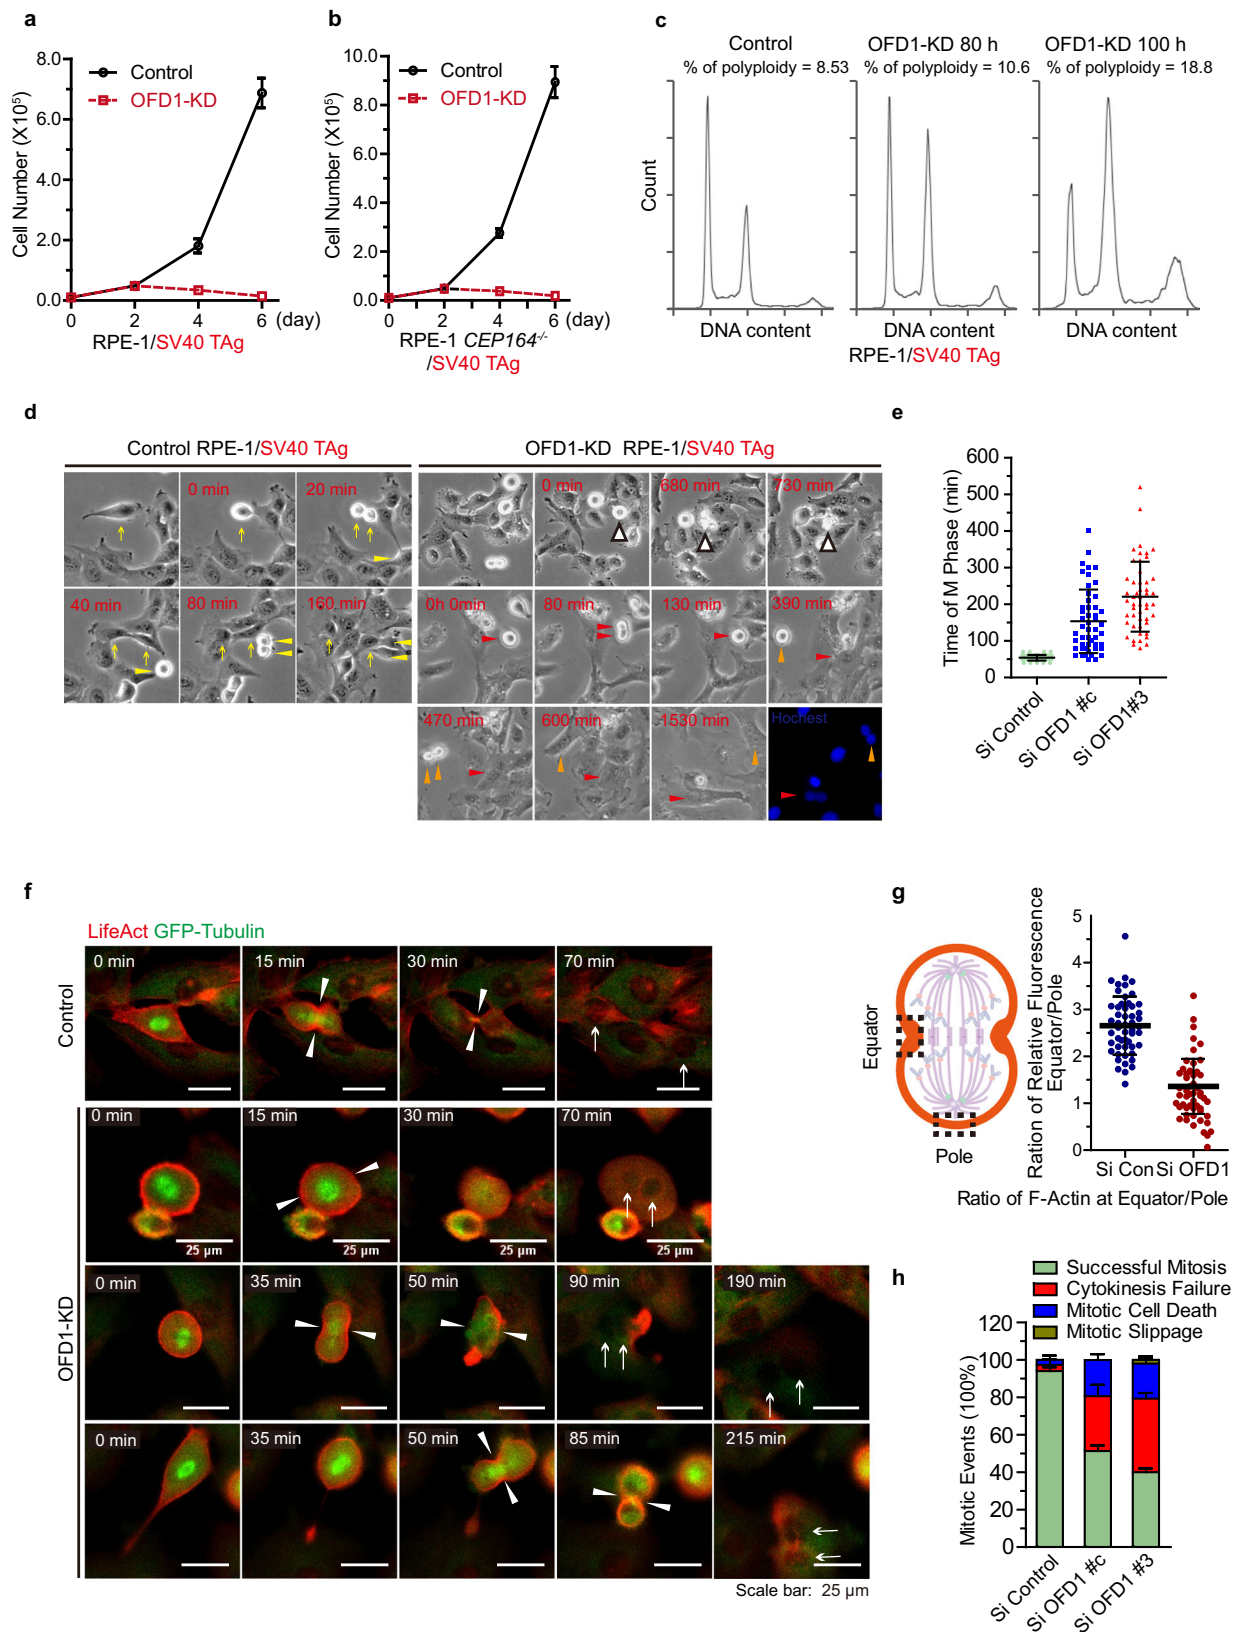 a
8.0
6.0
4.0
2.0
0.0
Cell Number (X10⁵)
Control
OFD1-KD
0 2 4 6 (day)
RPE-1/SV40 TAg
b
10.0
8.0
6.0
4.0
2.0
0.0
Cell Number (X10⁵)
Control
OFD1-KD
0 2 4 6 (day)
RPE-1 CEP164-/-
/SV40 TAg
c
Control
% of polyploidy = 8.53
OFD1-KD 80 h
% of polyploidy = 10.6
OFD1-KD 100 h
% of polyploidy = 18.8
Count
DNA content
DNA content
DNA content
RPE-1/SV40 TAg
d
Control RPE-1/SV40 TAg
0 min
20 min
40 min
80 min
160 min
OFD1-KD RPE-1/SV40 TAg
0 min
680 min
730 min
0h 0min
80 min
130 min
390 min
470 min
600 min
1530 min
Hochest
e
600
500
400
300
200
100
0
Time of M Phase (min)
Si Control
Si OFD1 #c
Si OFD1#3
f
LifeAct GFP-Tubulin
Control
0 min
15 min
30 min
70 min
OFD1-KD
0 min
15 min
30 min
70 min
25 µm
25 µm
25 µm
25 µm
0 min
35 min
50 min
90 min
190 min
0 min
35 min
50 min
85 min
215 min
Scale bar: 25 µm
g
Equator
Pole
Ration of Relative Fluorescence
Equator/Pole
5
4
3
2
1
0
Si Con Si OFD1
Ratio of F-Actin at Equator/Pole
h
Successful Mitosis
Cytokinesis Failure
Mitotic Cell Death
Mitotic Slippage
120
100
80
60
40
20
0
Mitotic Events (100%)
Si Control
Si OFD1 #c
Si OFD1 #3